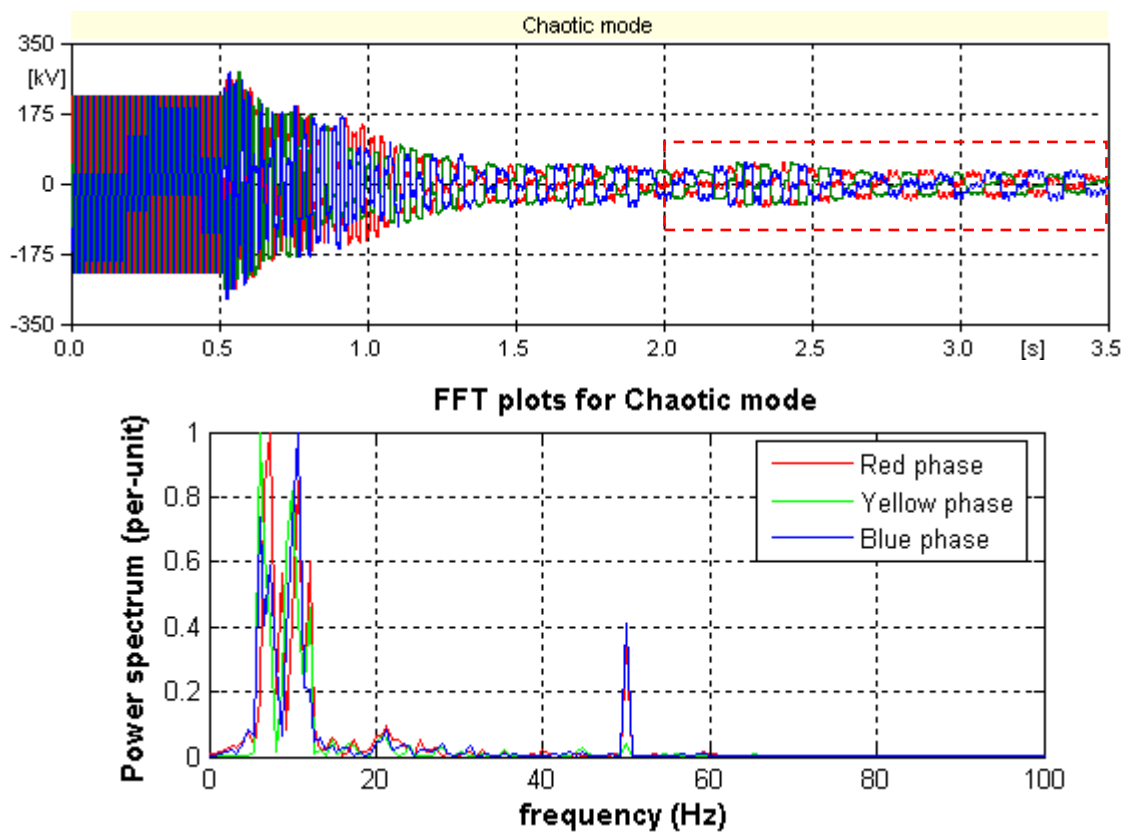 Chaotic mode
350
[kV]
175
0
-175
-350
0.0 0.5 1.0 1.5 2.0 2.5 3.0 [s] 3.5
FFT plots for Chaotic mode
Power spectrum (per-unit)
1
0.8
0.6
0.4
0.2
0
Red phase
Yellow phase
Blue phase
0 20 40 60 80 100
frequency (Hz)